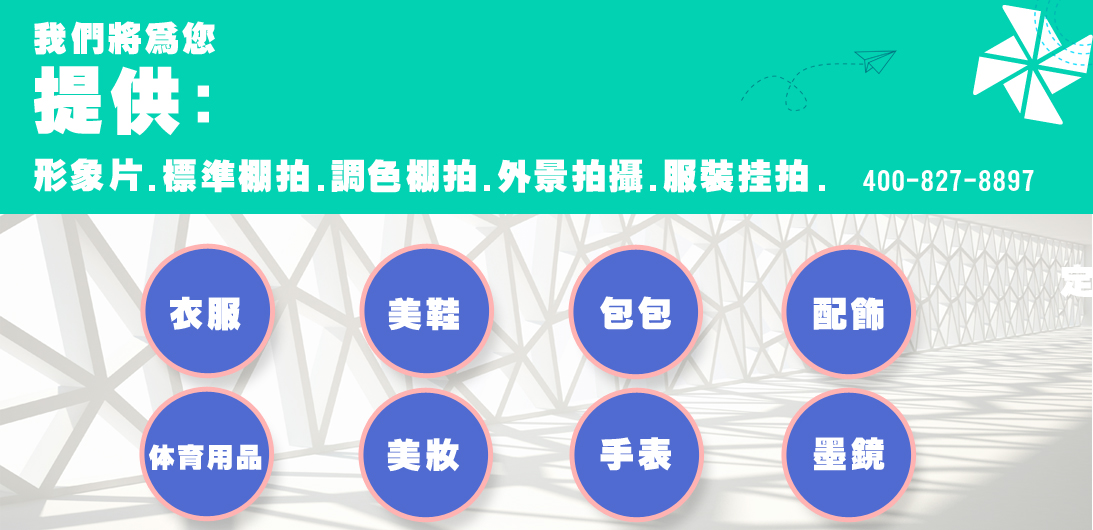 我們將爲您
提供：
形象片.標準棚拍.調色棚拍.外景拍攝.服裝挂拍.
400-827-8897
衣服 美鞋 包包 配飾
定
体育用品 美妝 手表 墨鏡